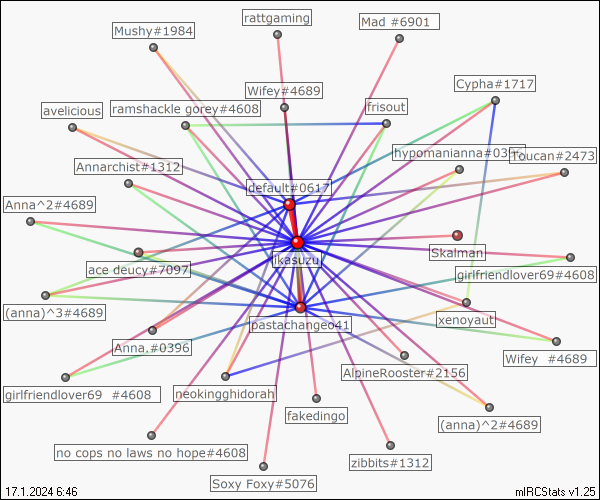 rattgaming
Mad #6901
Mushy#1984
Cypha#1717
Wifey#4689
avelicious
ramshackle gorey#4608
frisout
hypomanianna#03
Toucan#2473
Annarchist#1312
default#0617
Anna^2#4689
Skalman
ikasuzu
ace deucy#7097
girlfriendlover69#4608
(anna)^3#4689
xenoyaut
pastachangeo41
Anna.#0396
Wifey  #4689
AlpineRooster#2156
girlfriendlover69  #4608
neokingghidorah
fakedingo
(anna)^2#4689
no cops no laws no hope#4608
zibbits#1312
Soxy Foxy#5076
17.1.2024 6:46
mIRCStats v1.25